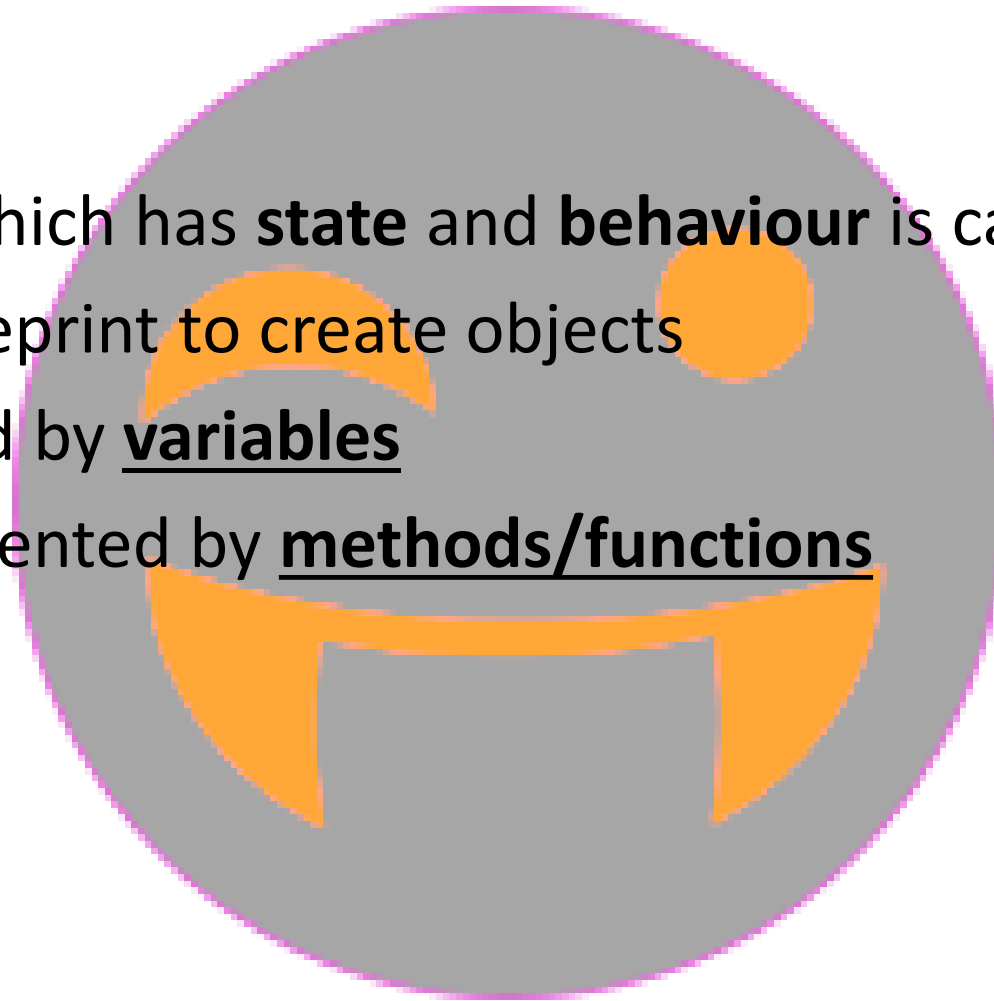 hich has state and behaviour is ca
eprint to create objects
d by variables
ented by methods/functions